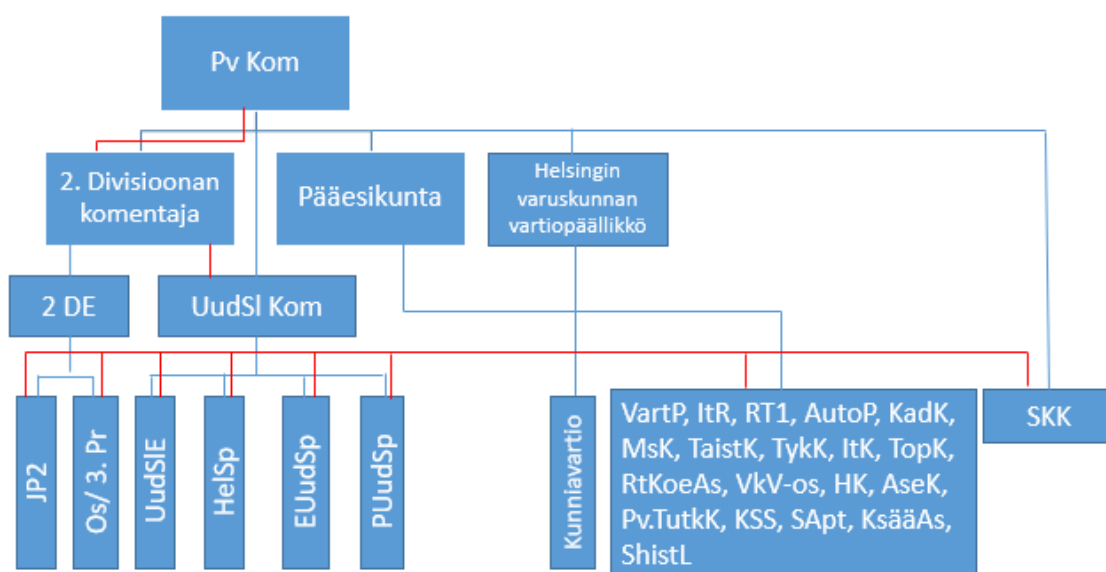 Pv Kom
2. Divisioonan
komentaja
Pääesikunta
Helsingin
varuskunnan
vartiopäällikkö
2 DE
UudSl Kom
JP2
Os/ 3. Pr
UudSlE
HelSp
EUudSp
PUudSp
Kunniavartio
VartP, ItR, RT1, AutoP, KadK,
MsK, TaistK, TykK, ItK, TopK,
RtKoeAs, VkV-os, HK, AseK,
Pv.TutkK, KSS, SApt, KsääAs,
ShistL
SKK